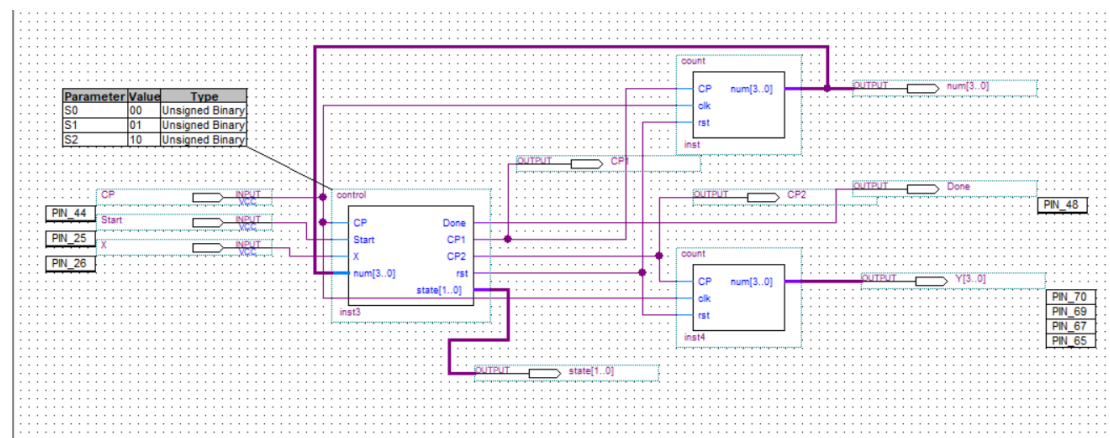 Parameter Value Type
S0 00 Unsigned Binary
S1 01 Unsigned Binary
S2 10 Unsigned Binary
CP INPUT VCC
PIN_44
Start INPUT VCC
PIN_25
X INPUT VCC
PIN_26
control
CP Done
Start CP1
X CP2
num[3..0] rst
state[1..0]
inst3
count
CP num[3..0]
clk
rst
inst
OUTPUT num[3..0]
OUTPUT CP1
OUTPUT CP2
OUTPUT Done
PIN_48
count
CP num[3..0]
clk
rst
inst4
OUTPUT Y[3..0]
PIN_70
PIN_69
PIN_67
PIN_65
OUTPUT state[1..0]